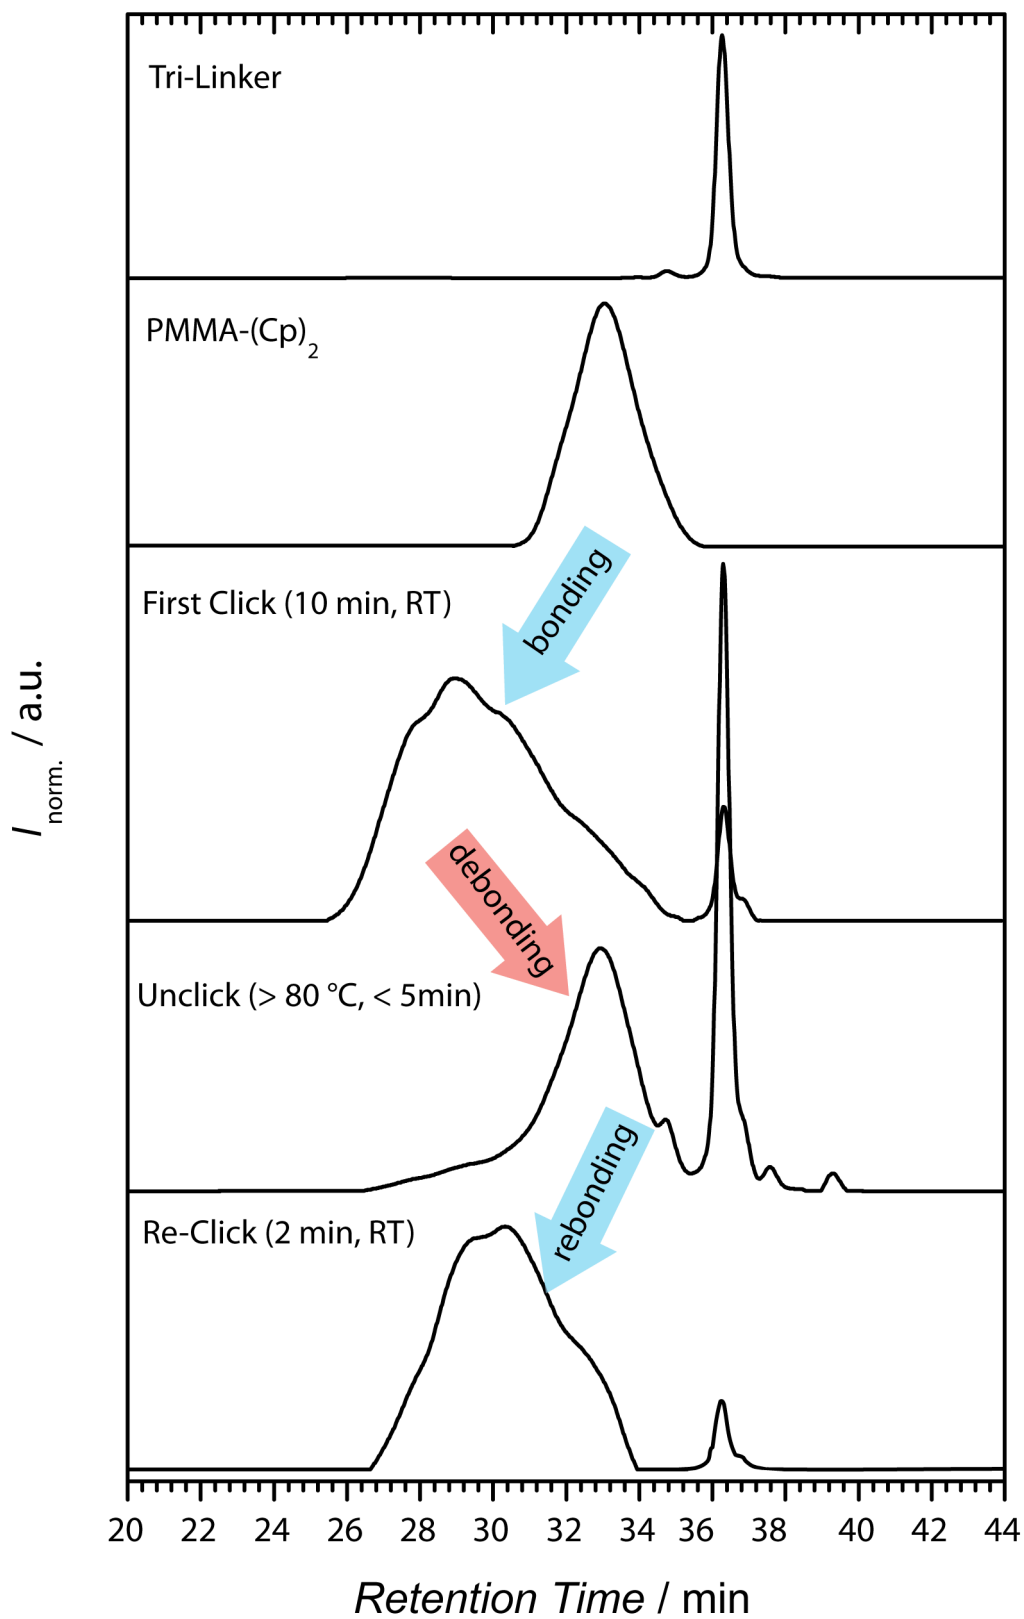 Tri-Linker
PMMA-(Cp)2
bonding
First Click (10 min, RT)
I norm. / a.u.
debonding
Unclick (> 80 °C, < 5min)
rebonding
Re-Click (2 min, RT)
20 22 24 26 28 30 32 34 36 38 40 42 44
Retention Time / min